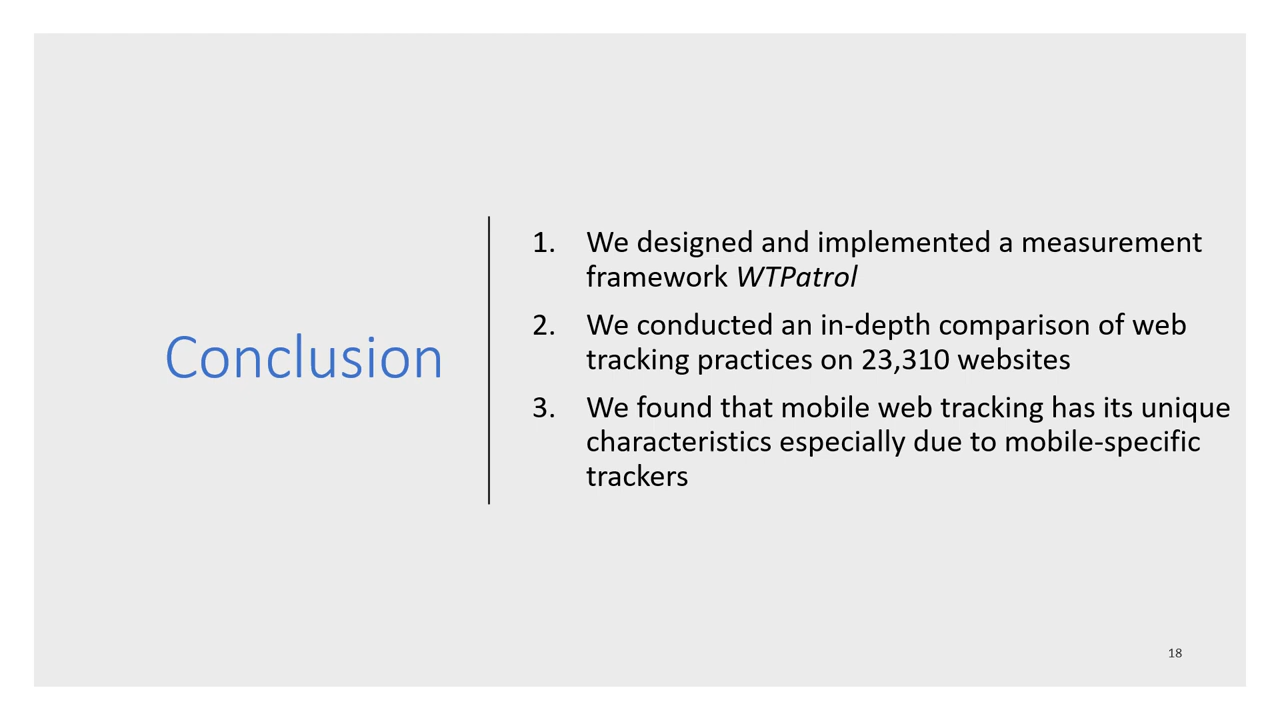 Conclusion
1. We designed and implemented a measurement
framework WTPatrol
2. We conducted an in-depth comparison of web
tracking practices on 23,310 websites
3. We found that mobile web tracking has its unique
characteristics especially due to mobile-specific
trackers
18